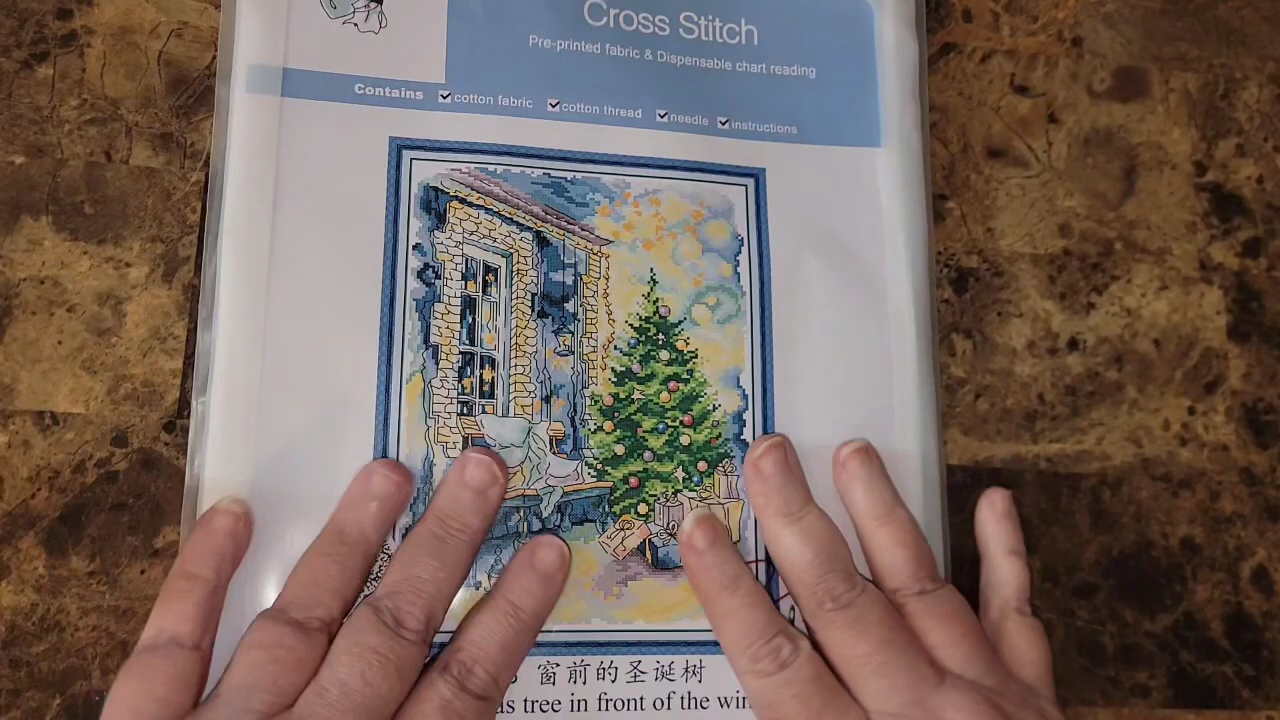 Cross Stitch
Pre-printed fabric & Dispensable chart reading
Contains cotton fabric cotton thread needle instructions
窗前的圣诞树
tree in front of the